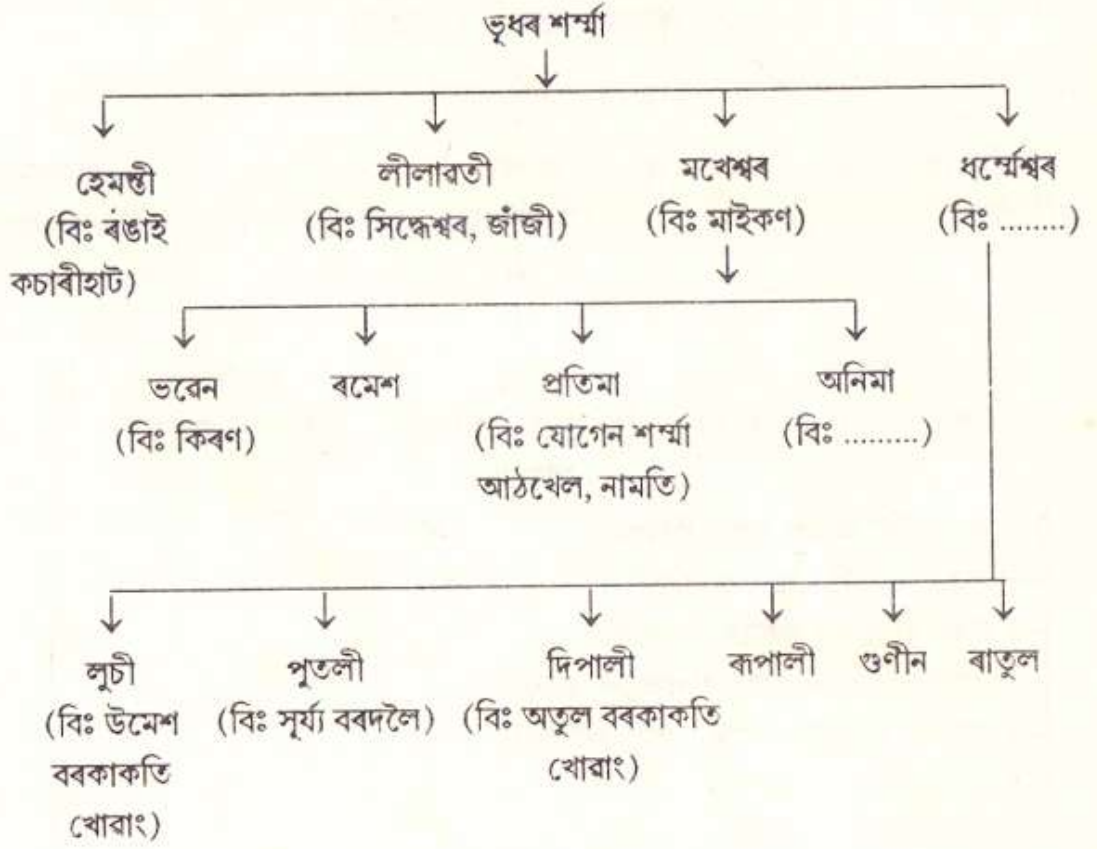 ভূধৰ শৰ্ম্মা
হেমন্তী
(বিঃ ৰঙাই
কচাৰীহাট)
লীলাৱতী
(বিঃ সিদ্ধেশ্বৰ, জাঁজী)
মখেশ্বৰ
(বিঃ মাইকণ)
ধৰ্ম্মেশ্বৰ
(বিঃ ........)
ভৱেন
(বিঃ কিৰণ)
ৰমেশ
প্ৰতিমা
(বিঃ যোগেন শৰ্ম্মা
আঠখেল, নামতি)
অনিমা
(বিঃ .........)
লুচী
(বিঃ উমেশ
বৰকাকতি
খোৱাং)
পুতলী
(বিঃ সূৰ্য্য বৰদলৈ)
দিপালী
(বিঃ অতুল বৰকাকতি
খোৱাং)
ৰূপালী
গুণীন
ৰাতুল